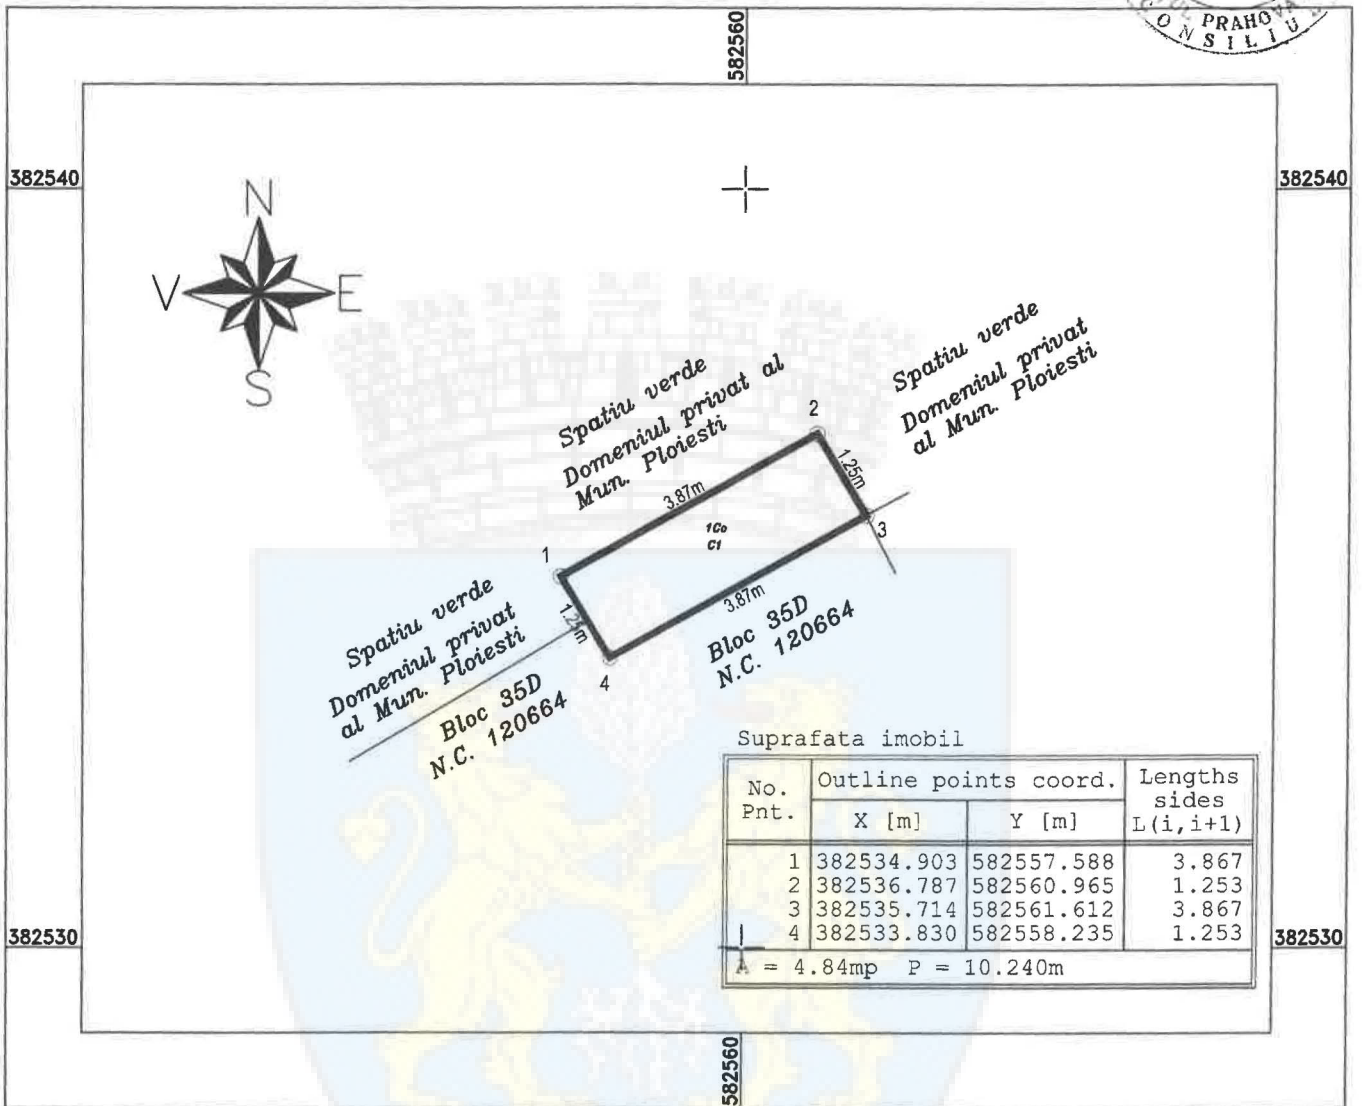 PRAHOVA
CONSILIU
582560
382540
382540
N
V
E
S
Spatiu verde
Domeniul privat al
Mun. Ploiesti
Spatiu verde
Domeniul privat
al Mun. Ploiesti
2
1.25m
3.87m
1Co
C1
3
1
3.87m
Spatiu verde
Domeniul privat
al Mun. Ploiesti
4
Bloc 35D
N.C. 120664
Bloc 35D
N.C. 120664
Suprafata imobil
No. Outline points coord. Lengths
Pnt. X [m] Y [m] sides
L(i,i+1)
1 382534.903 582557.588 3.867
2 382536.787 582560.965 1.253
3 382535.714 582561.612 3.867
4 382533.830 582558.235 1.253
A = 4.84mp P = 10.240m
382530
382530
582560